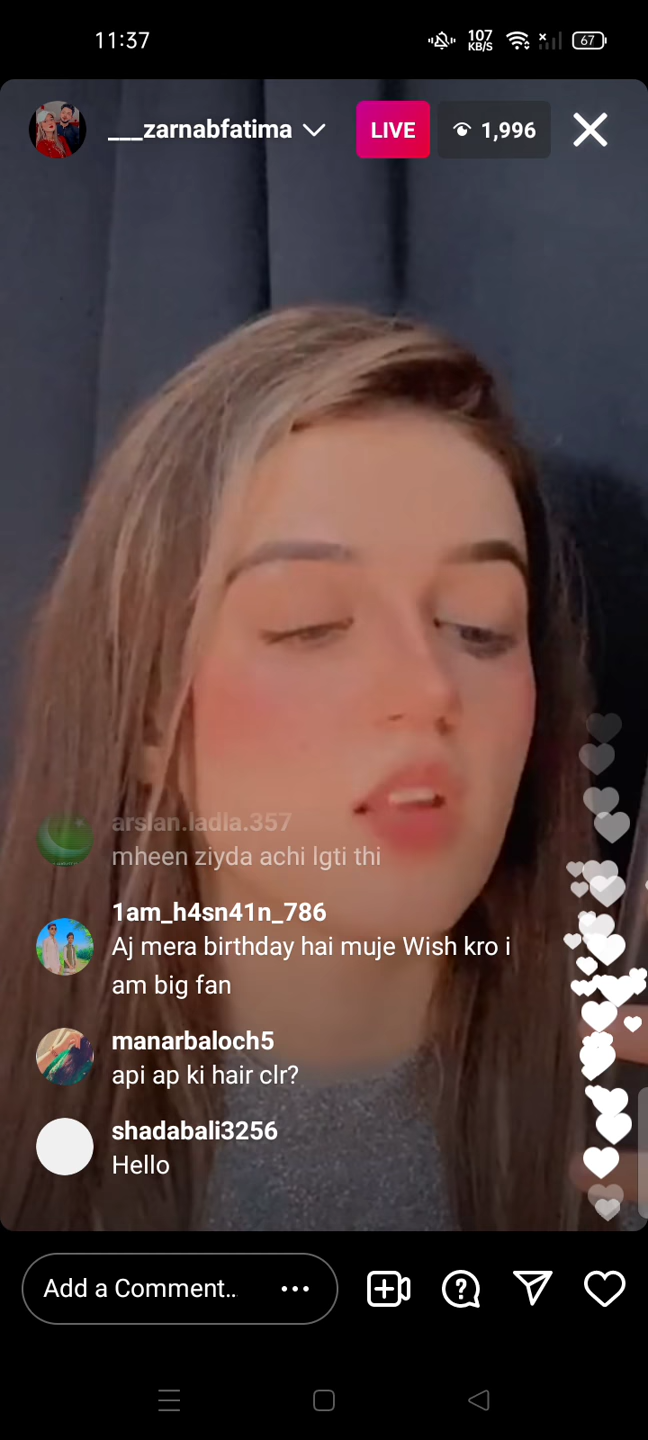 11:37
107
KB/S
67
___zarnabfatima
LIVE
1,996
arslan.ladla.357
mheen ziyda achi lgti thi
1am_h4sn41n_786
Aj mera birthday hai muje Wish kro i
am big fan
manarbaloch5
api ap ki hair clr?
shadabali3256
Hello
Add a Comment..